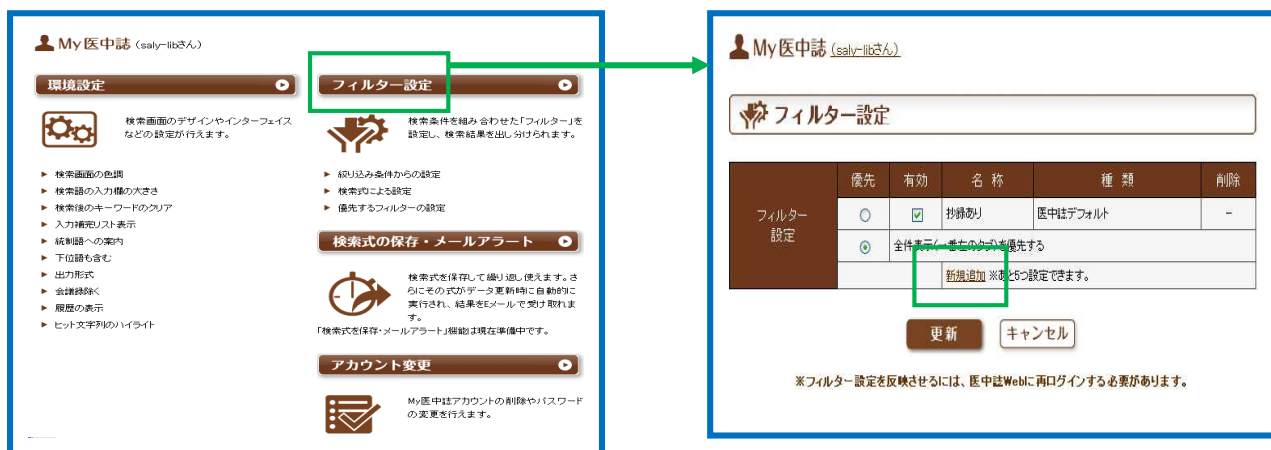 My医中誌 (saly-libさん)
環境設定
検索画面のデザインやインターフェイス
などの設定が行えます。
検索画面の色調
検索語の入力欄の大きさ
検索後のキーワードのクリア
入力補完リスト表示
統制語への案内
下位語も含む
出力形式
会議録除く
履歴の表示
ヒット文字列のハイライト
フィルター設定
検索条件を組み合わせた「フィルター」を
設定し、検索結果を出し分けられます。
絞り込み条件からの設定
検索式による設定
優先するフィルターの設定
検索式の保存・メールアラート
検索式を保存して繰り返し使えます。さ
らにその式がデータ更新時に自動的に
実行され、結果をEメールで受け取れま
す。
「検索式を保存・メールアラート」機能は現在準備中です。
アカウント変更
My医中誌アカウントの削除やパスワード
の変更を行えます。
My医中誌 (saly-libさん)
フィルター設定
優先 有効 名 称 種 類 削除
フィルター
設定
抄録あり 医中誌デフォルト －
全件表示(一番左のタブ)を優先する
新規追加 ※あと5つ設定できます。
更新 キャンセル
※フィルター設定を反映させるには、医中誌Webに再ログインする必要があります。